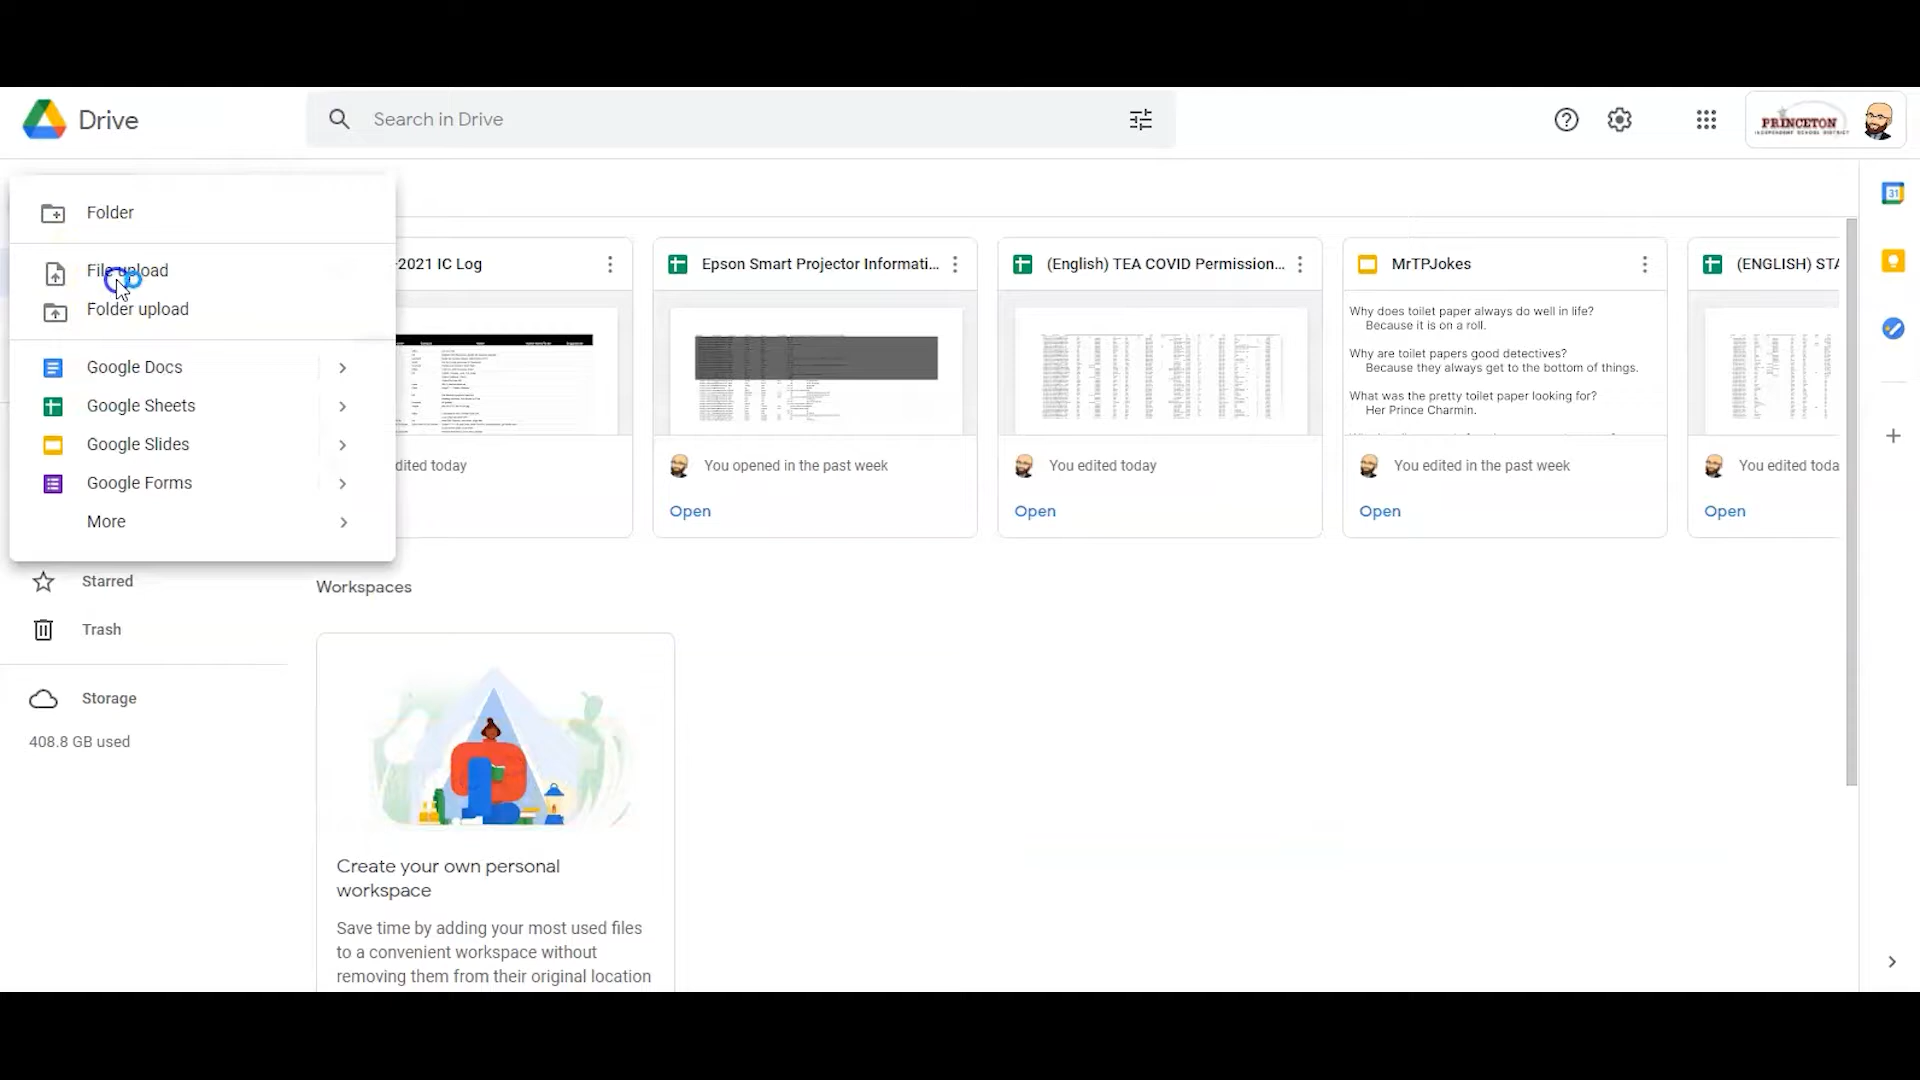 Drive
Search in Drive
PRINCETON
INDEPENDENT SCHOOL DISTRICT
31
Folder
File upload
Folder upload
Google Docs
Google Sheets
Google Slides
Google Forms
More
Starred
Trash
Storage
408.8 GB used
-2021 IC Log
dited today
Epson Smart Projector Informati...
You opened in the past week
Open
(English) TEA COVID Permission...
You edited today
Open
MrTPJokes
Why does toilet paper always do well in life?
Because it is on a roll.
Why are toilet papers good detectives?
Because they always get to the bottom of things.
What was the pretty toilet paper looking for?
Her Prince Charmin.
You edited in the past week
Open
(ENGLISH) STA
You edited toda
Open
Workspaces
Create your own personal
workspace
Save time by adding your most used files
to a convenient workspace without
removing them from their original location